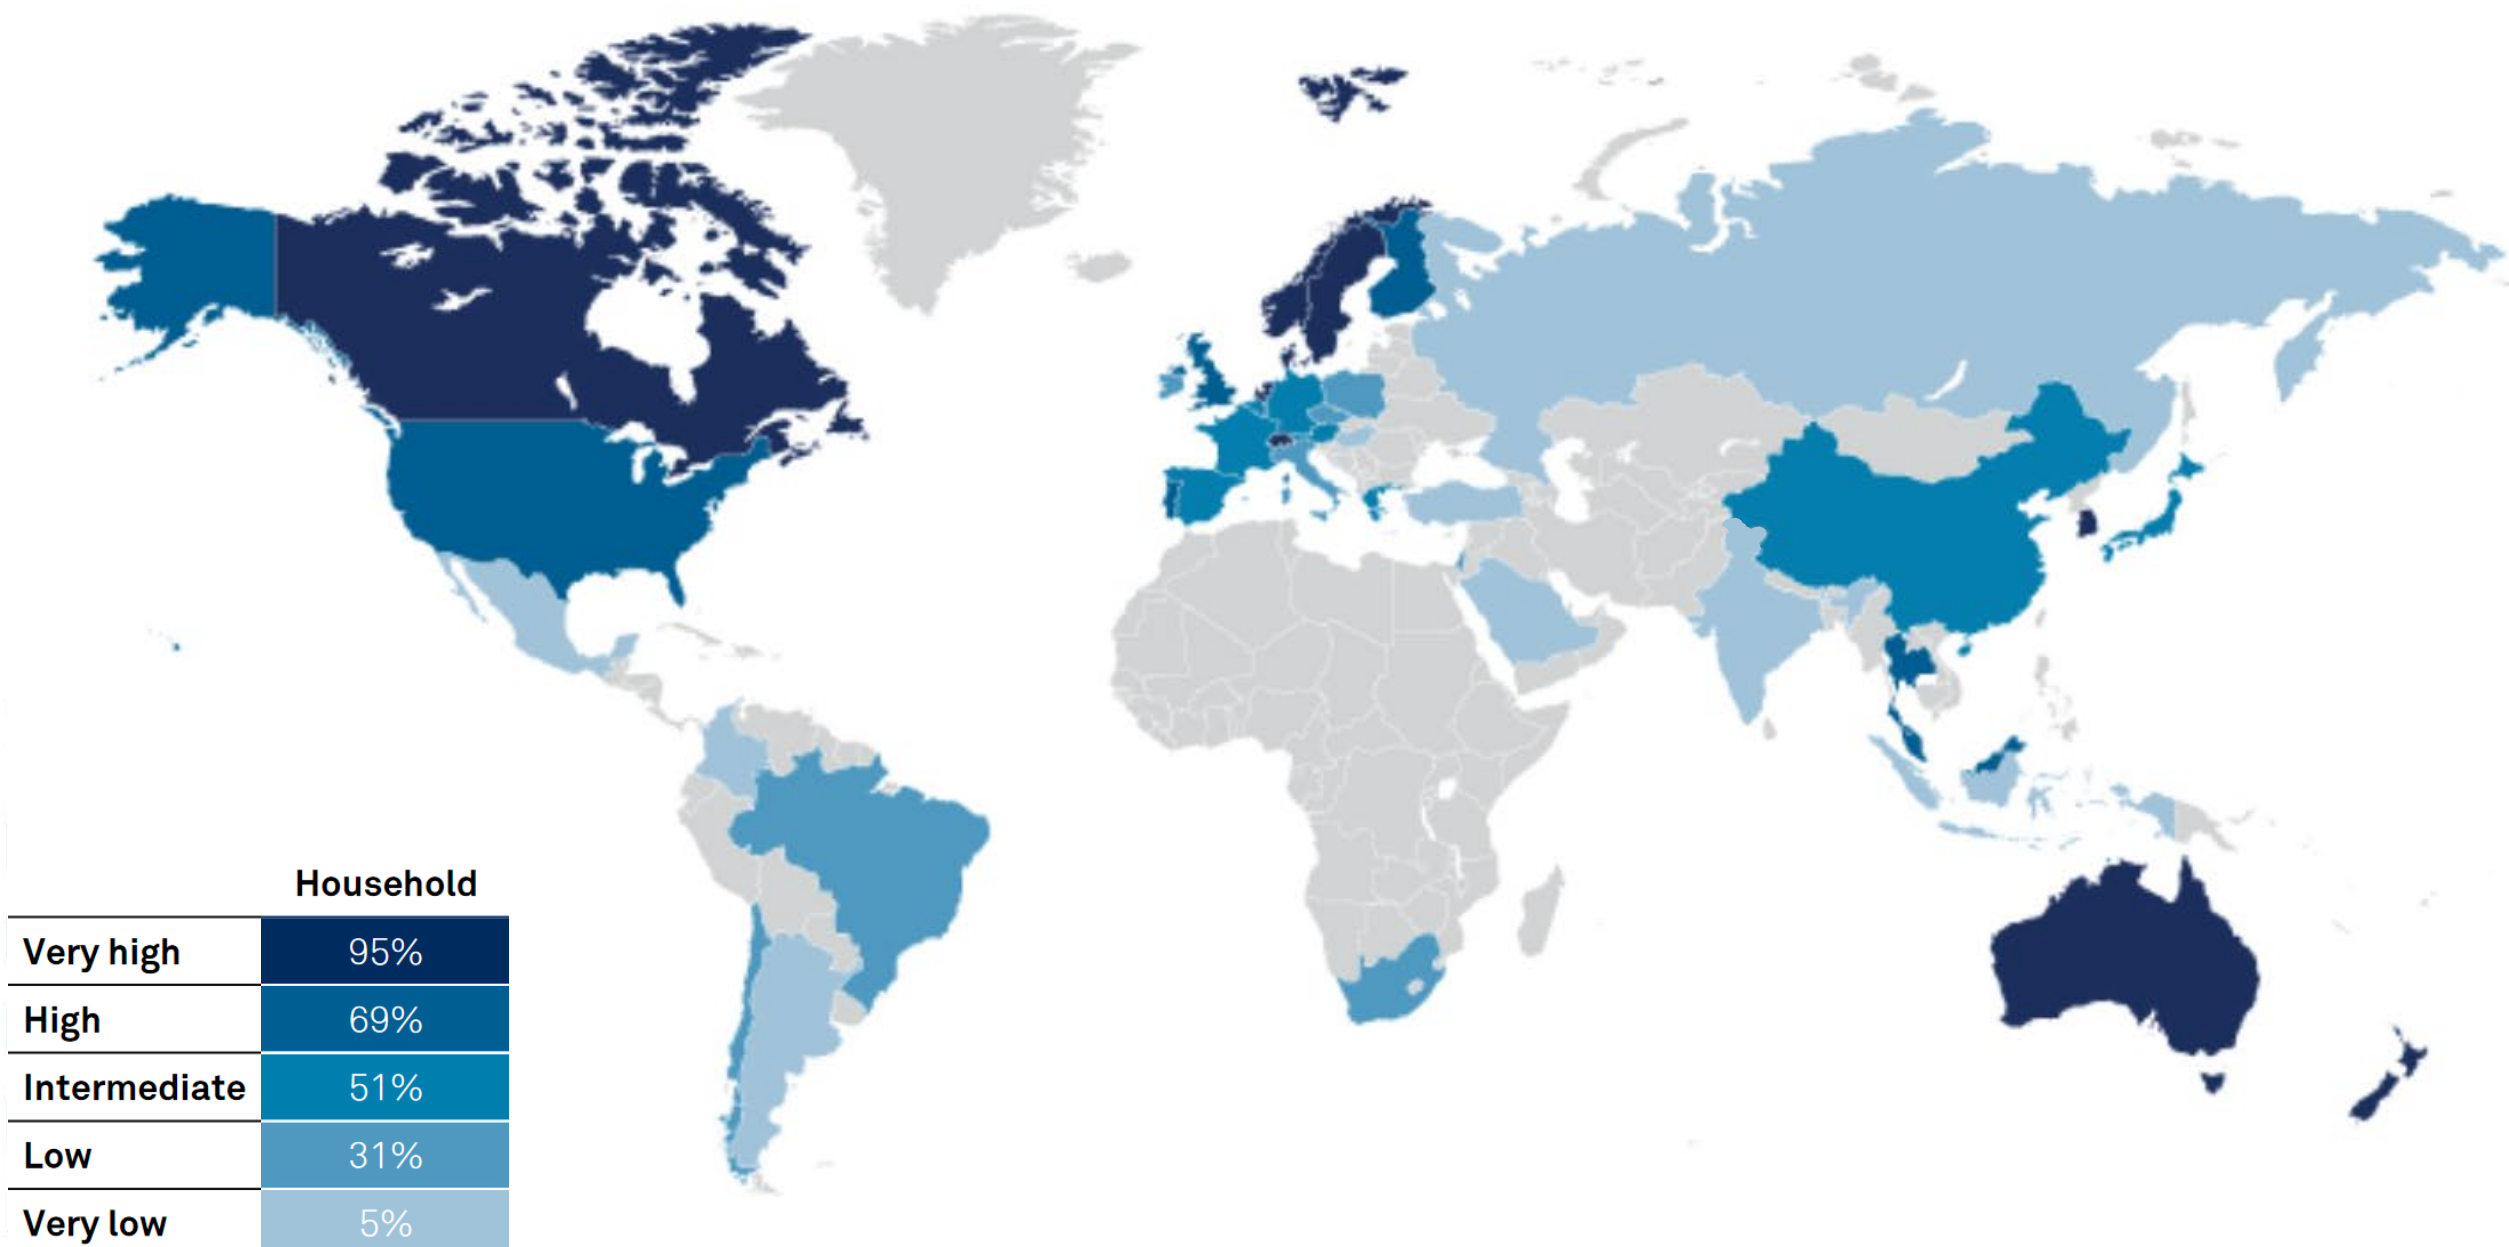 Household
Very high 95%
High 69%
Intermediate 51%
Low 31%
Very low 5%